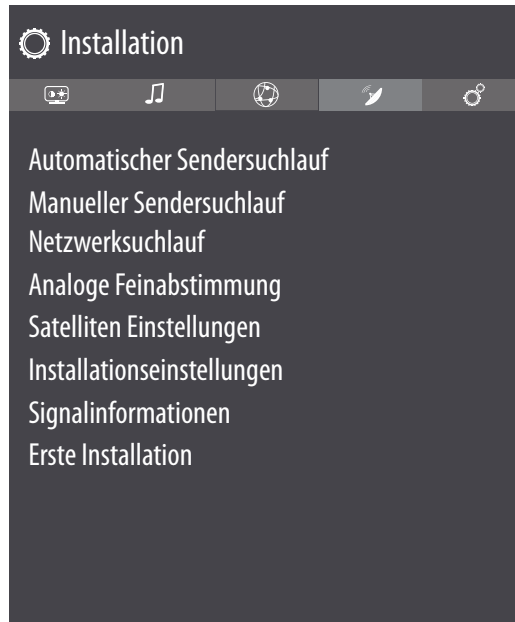 Installation
Automatischer Sendersuchlauf
Manueller Sendersuchlauf
Netzwerksuchlauf
Analoge Feinabstimmung
Satelliten Einstellungen
Installationseinstellungen
Signalinformationen
Erste Installation